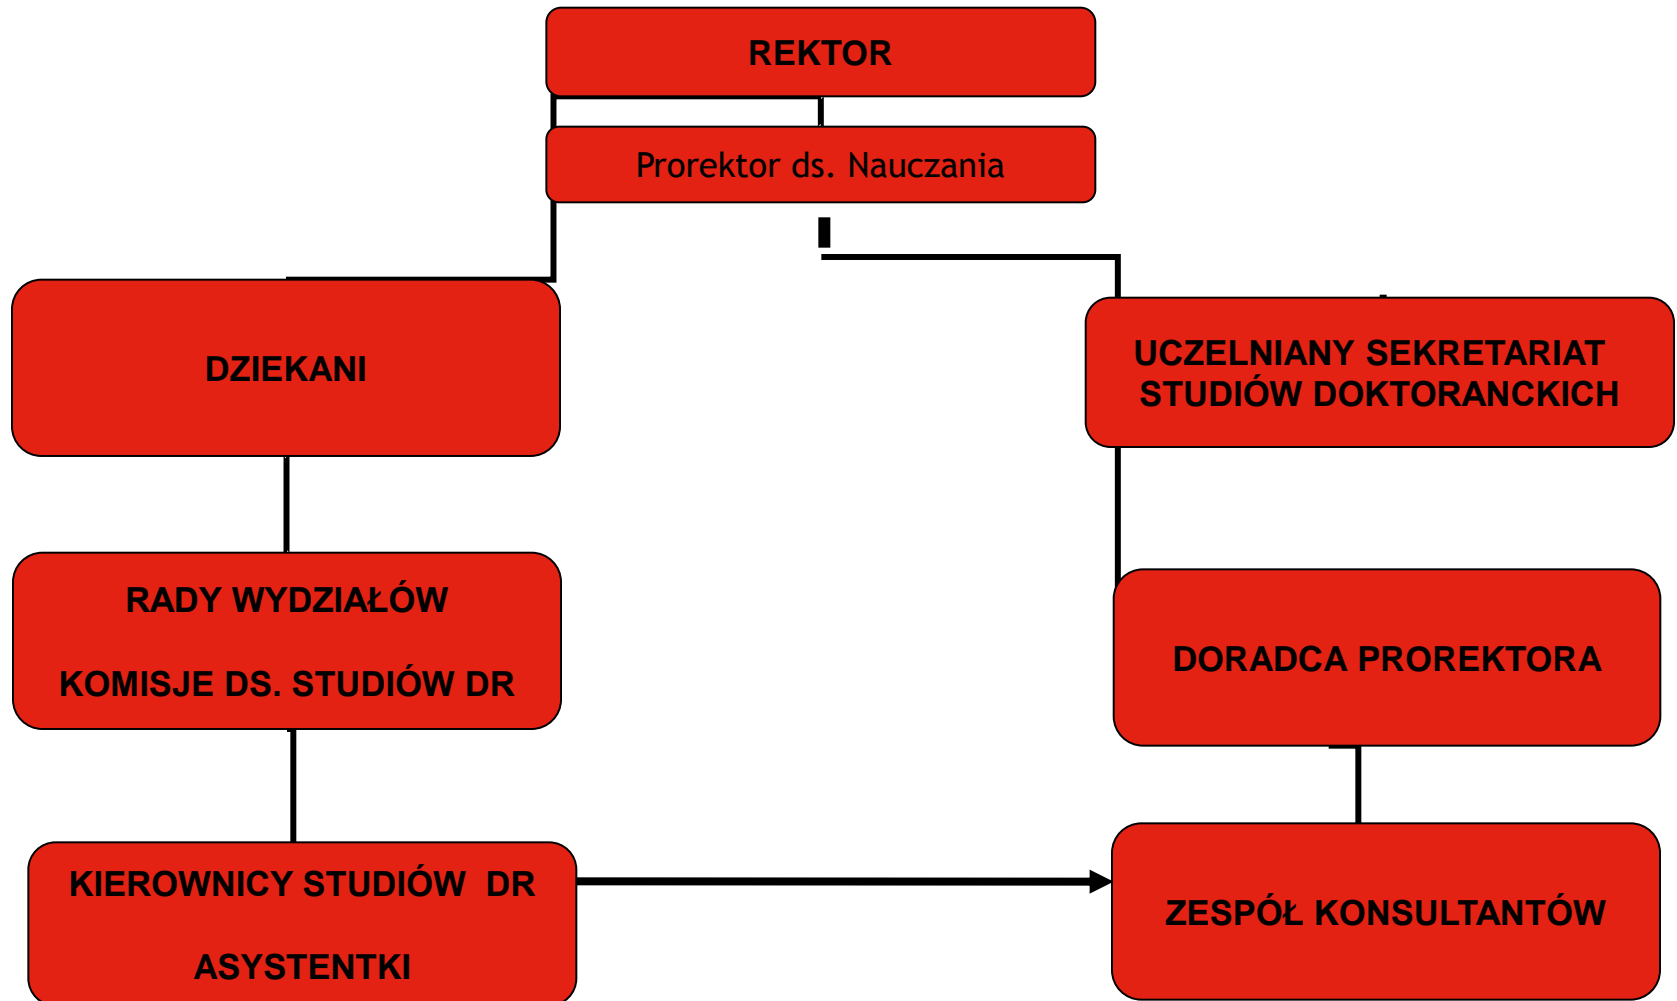 REKTOR
Prorektor ds. Nauczania
DZIEKANI
UCZELNIANY SEKRETARIAT
STUDIÓW DOKTORANCKICH
RADY WYDZIAŁÓW
KOMISJE DS. STUDIÓW DR
DORADCA PROREKTORA
KIEROWNICY STUDIÓW  DR
ASYSTENTKI
ZESPÓŁ KONSULTANTÓW